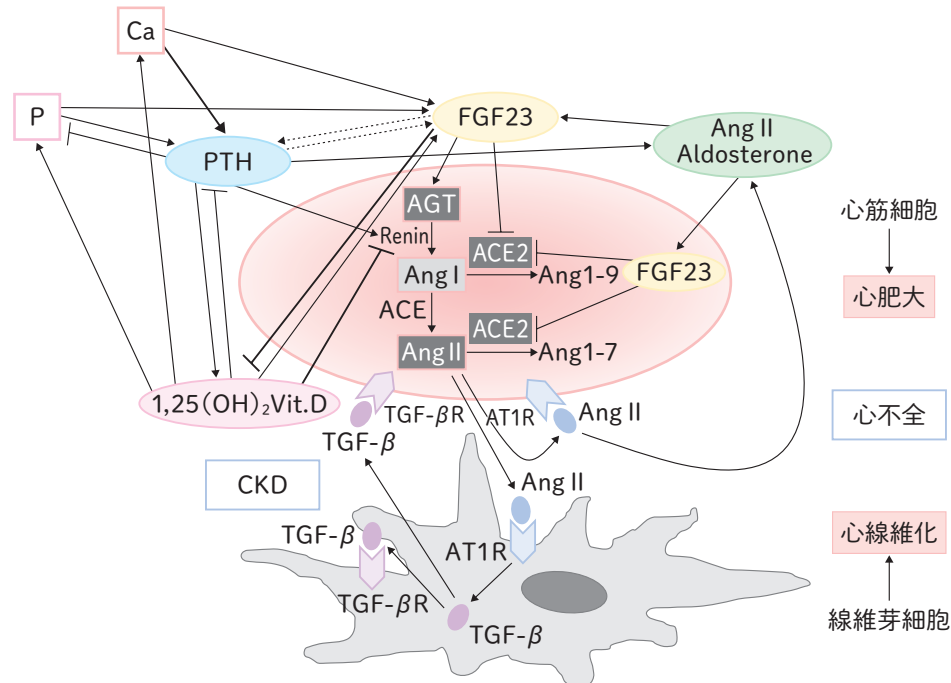 Ca
P
FGF23
PTH
Ang II
Aldosterone
AGT
Renin
ACE2
Ang I
Ang1-9
FGF23
ACE
ACE2
Ang II
Ang1-7
心筋細胞
心肥大
1,25(OH)₂Vit.D
TGF-βR
AT1R
Ang II
TGF-β
心不全
CKD
Ang II
TGF-β
AT1R
心線維化
TGF-βR
TGF-β
線維芽細胞